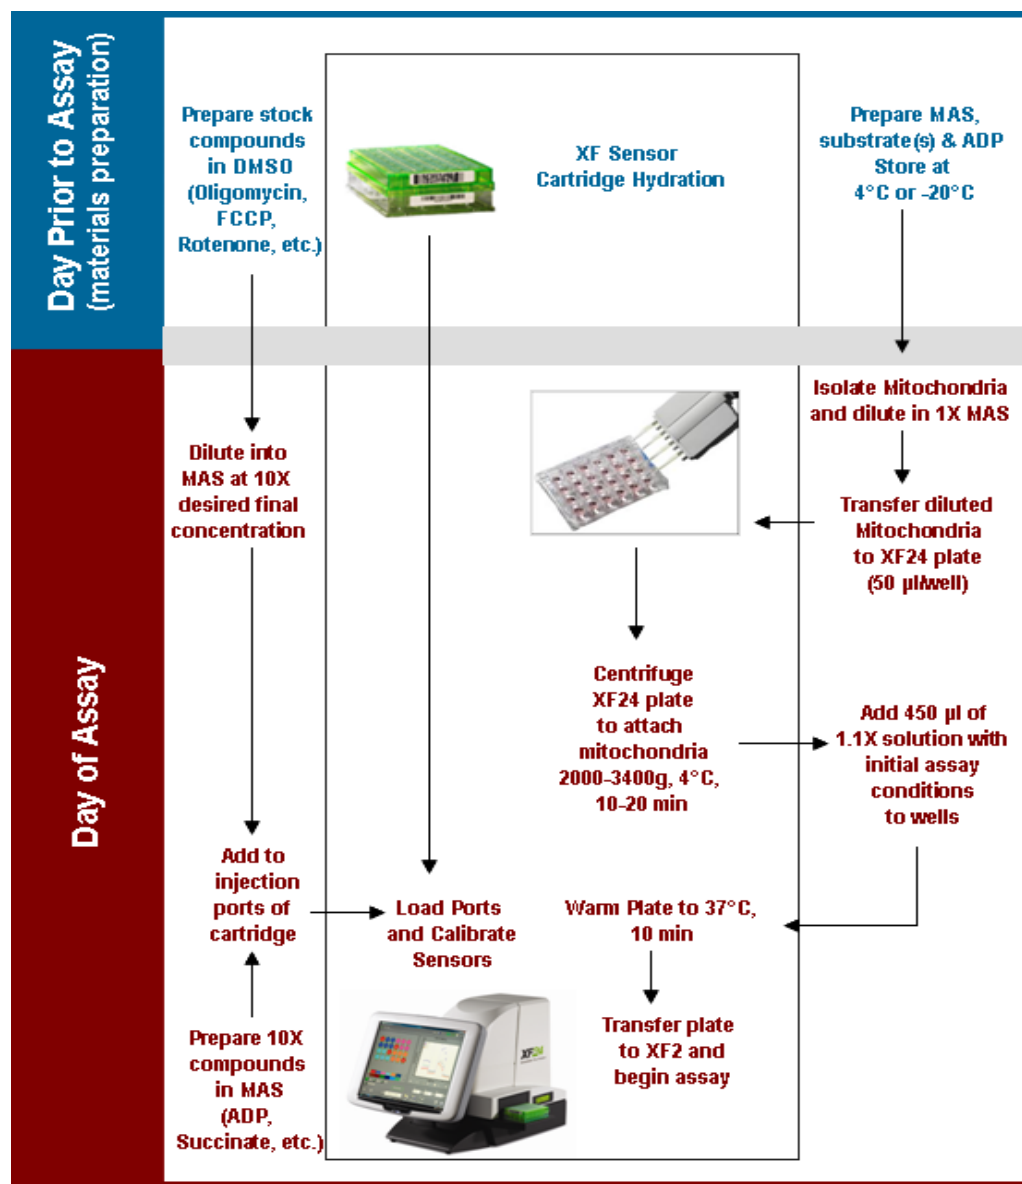 Day Prior to Assay
(materials preparation)
Prepare stock
compounds
in DMSO
(Oligomycin,
FCCP,
Rotenone, etc.)
XF Sensor
Cartridge Hydration
Prepare MAS,
substrate(s) & ADP
Store at
4°C or -20°C
Day of Assay
Isolate Mitochondria
and dilute in 1X MAS
Dilute into
MAS at 10X
desired final
concentration
Transfer diluted
Mitochondria
to XF24 plate
(50 µl/well)
Centrifuge
XF24 plate
to attach
mitochondria
2000-3400g, 4°C,
10-20 min
Add 450 µl of
1.1X solution with
initial assay
conditions
to wells
Add to
injection
ports of
cartridge
Load Ports
and Calibrate
Sensors
Warm Plate to 37°C,
10 min
Prepare 10X
compounds
in MAS
(ADP,
Succinate, etc.)
XF24
Transfer plate
to XF2 and
begin assay